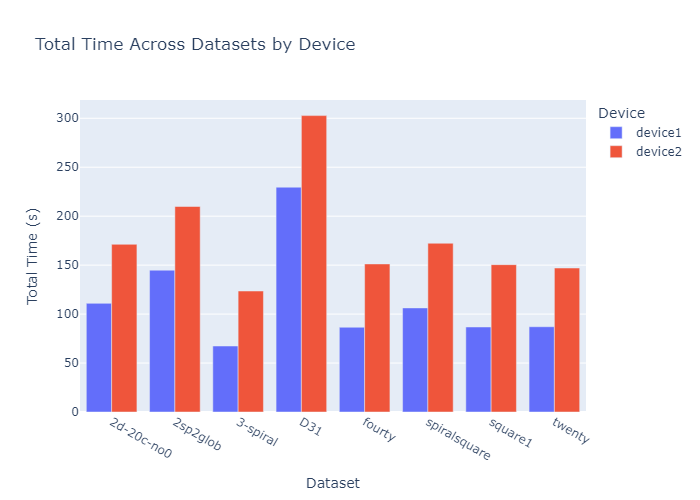 Total Time Across Datasets by Device
Device
device1
device2
Total Time (s)
300
250
200
150
100
50
0
2d-20c-no0
2sp2glob
3-spiral
D31
fourty
spiralsquare
square1
twenty
Dataset